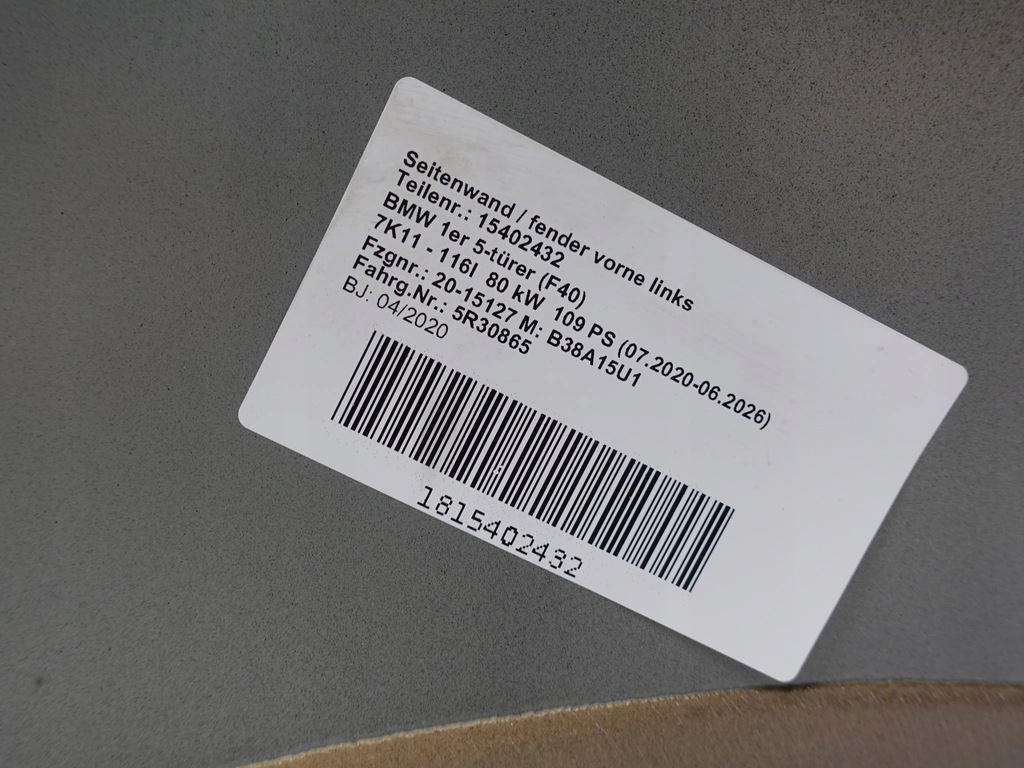 Seitenwand / fender vorne links
Teilenr.: 15402432
BMW 1er 5-türer (F40)
7K11 - 116I 80 kW 109 PS (07.2020-06.2026)
Fzgnr.: 20-15127 M: B38A15U1
Fahrg.Nr.: 5R30865
BJ: 04/2020
1815402432